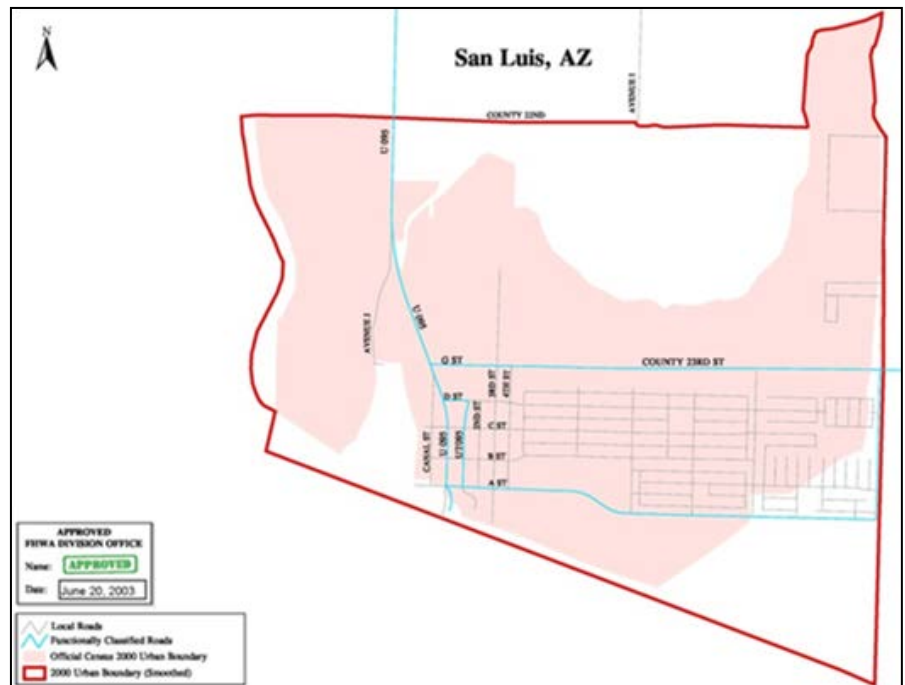 N
San Luis, AZ
AVENUE I
COUNTY 22ND
U 095
U 095
AVENUE J
G ST
COUNTY 23RD ST
3RD ST
4TH ST
D ST
2ND ST
C ST
CANAL ST
U 095
B ST
A ST
APPROVED
FHWA DIVISION OFFICE
Name: APPROVED
Date: June 20, 2003
Local Roads
Functionally Classified Roads
Official Census 2000 Urban Boundary
2000 Urban Boundary (Smoothed)